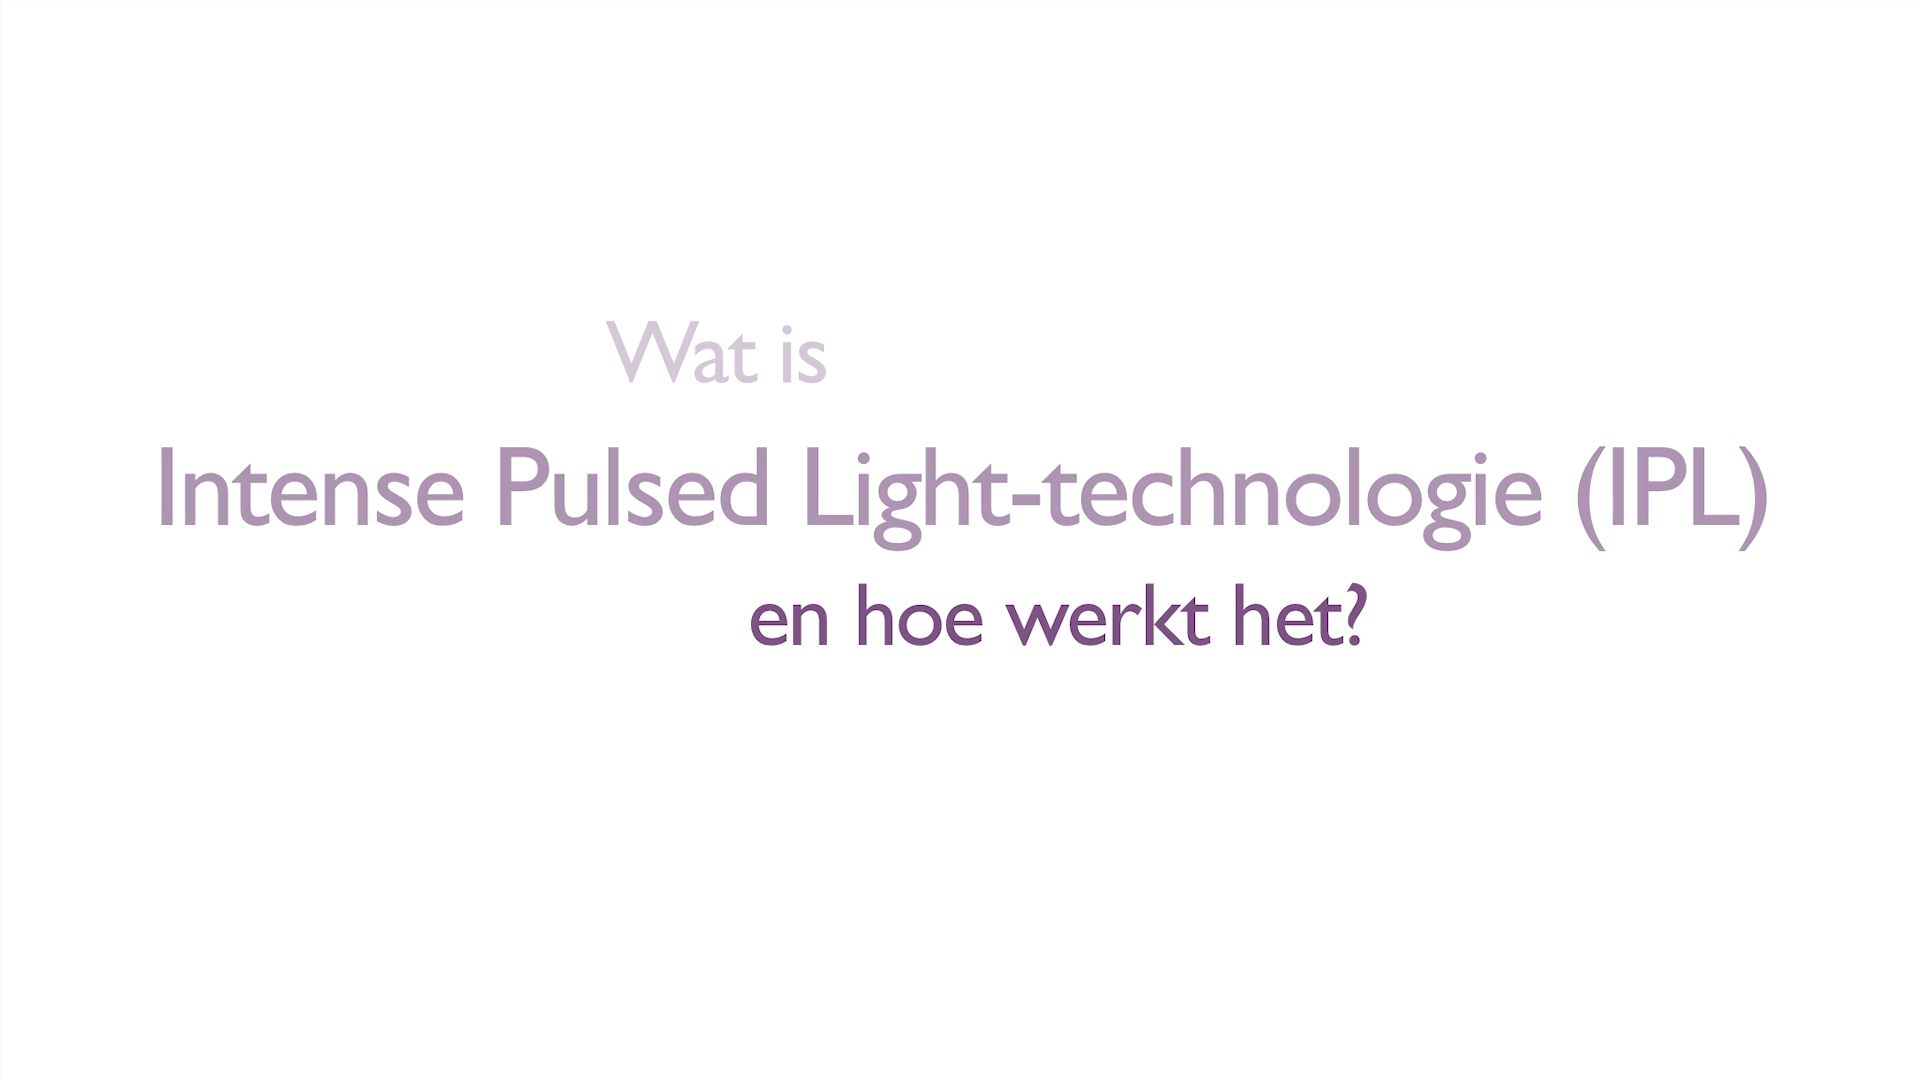 Wat is
Intense Pulsed Light-technologie (IPL)
en hoe werkt het?